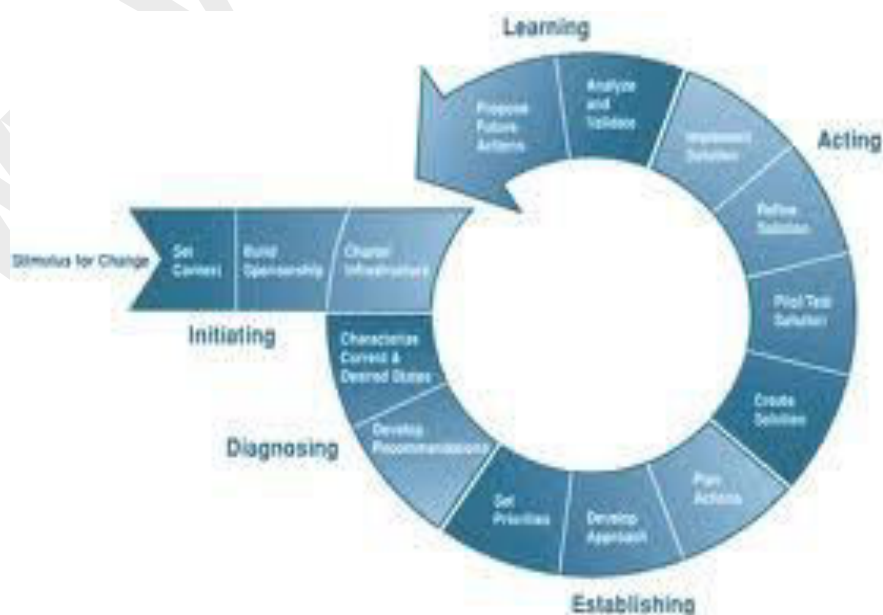 Learning
Propose
Future
Actions
Analyze
and
Validate
Implement
Solution
Acting
Refine
Solution
Pilot/Test
Solution
Create
Solution
Stimulus for Change
Set
Context
Build
Sponsorship
Charter
Infrastructure
Initiating
Characterize
Current &
Desired States
Diagnosing
Develop
Recommendations
Set
Priorities
Develop
Approach
Plan
Actions
Establishing